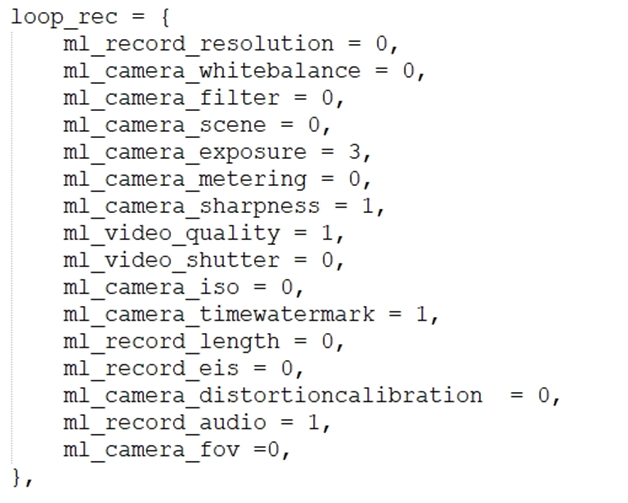 loop_rec = {
    ml_record_resolution = 0,
    ml_camera_whitebalance = 0,
    ml_camera_filter = 0,
    ml_camera_scene = 0,
    ml_camera_exposure = 3,
    ml_camera_metering = 0,
    ml_camera_sharpness = 1,
    ml_video_quality = 1,
    ml_video_shutter = 0,
    ml_camera_iso = 0,
    ml_camera_timewatermark = 1,
    ml_record_length = 0,
    ml_record_eis = 0,
    ml_camera_distortioncalibration  = 0,
    ml_record_audio = 1,
    ml_camera_fov =0,
},